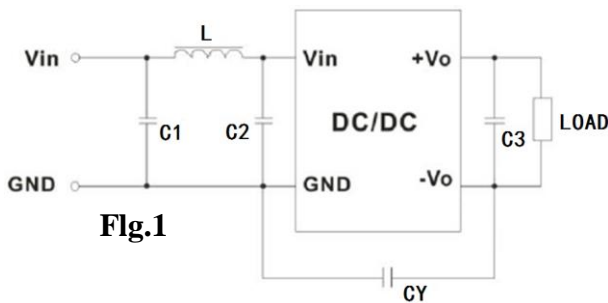 L
Vin
Vin
+Vo
C1
C2
DC/DC
C3
LOAD
GND
GND
-Vo
Flg.1
CY